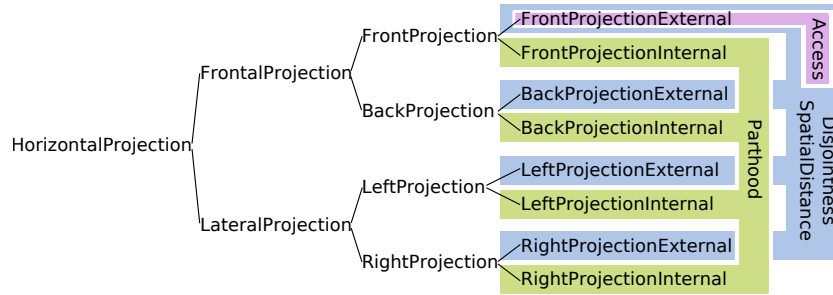 HorizontalProjection
FrontalProjection
LateralProjection
FrontProjection
BackProjection
LeftProjection
RightProjection
FrontProjectionExternal
FrontProjectionInternal
BackProjectionExternal
BackProjectionInternal
LeftProjectionExternal
LeftProjectionInternal
RightProjectionExternal
RightProjectionInternal
Parthood
Access
Disjointness
SpatialDistance